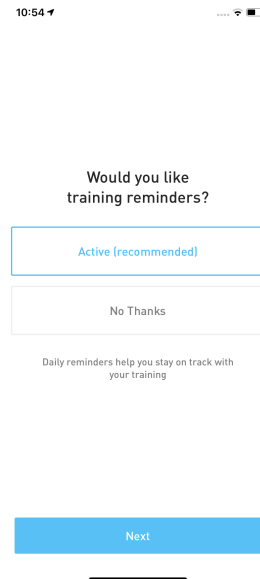 10:54
Would you like
training reminders?
Active (recommended)
No Thanks
Daily reminders help you stay on track with
your training
Next